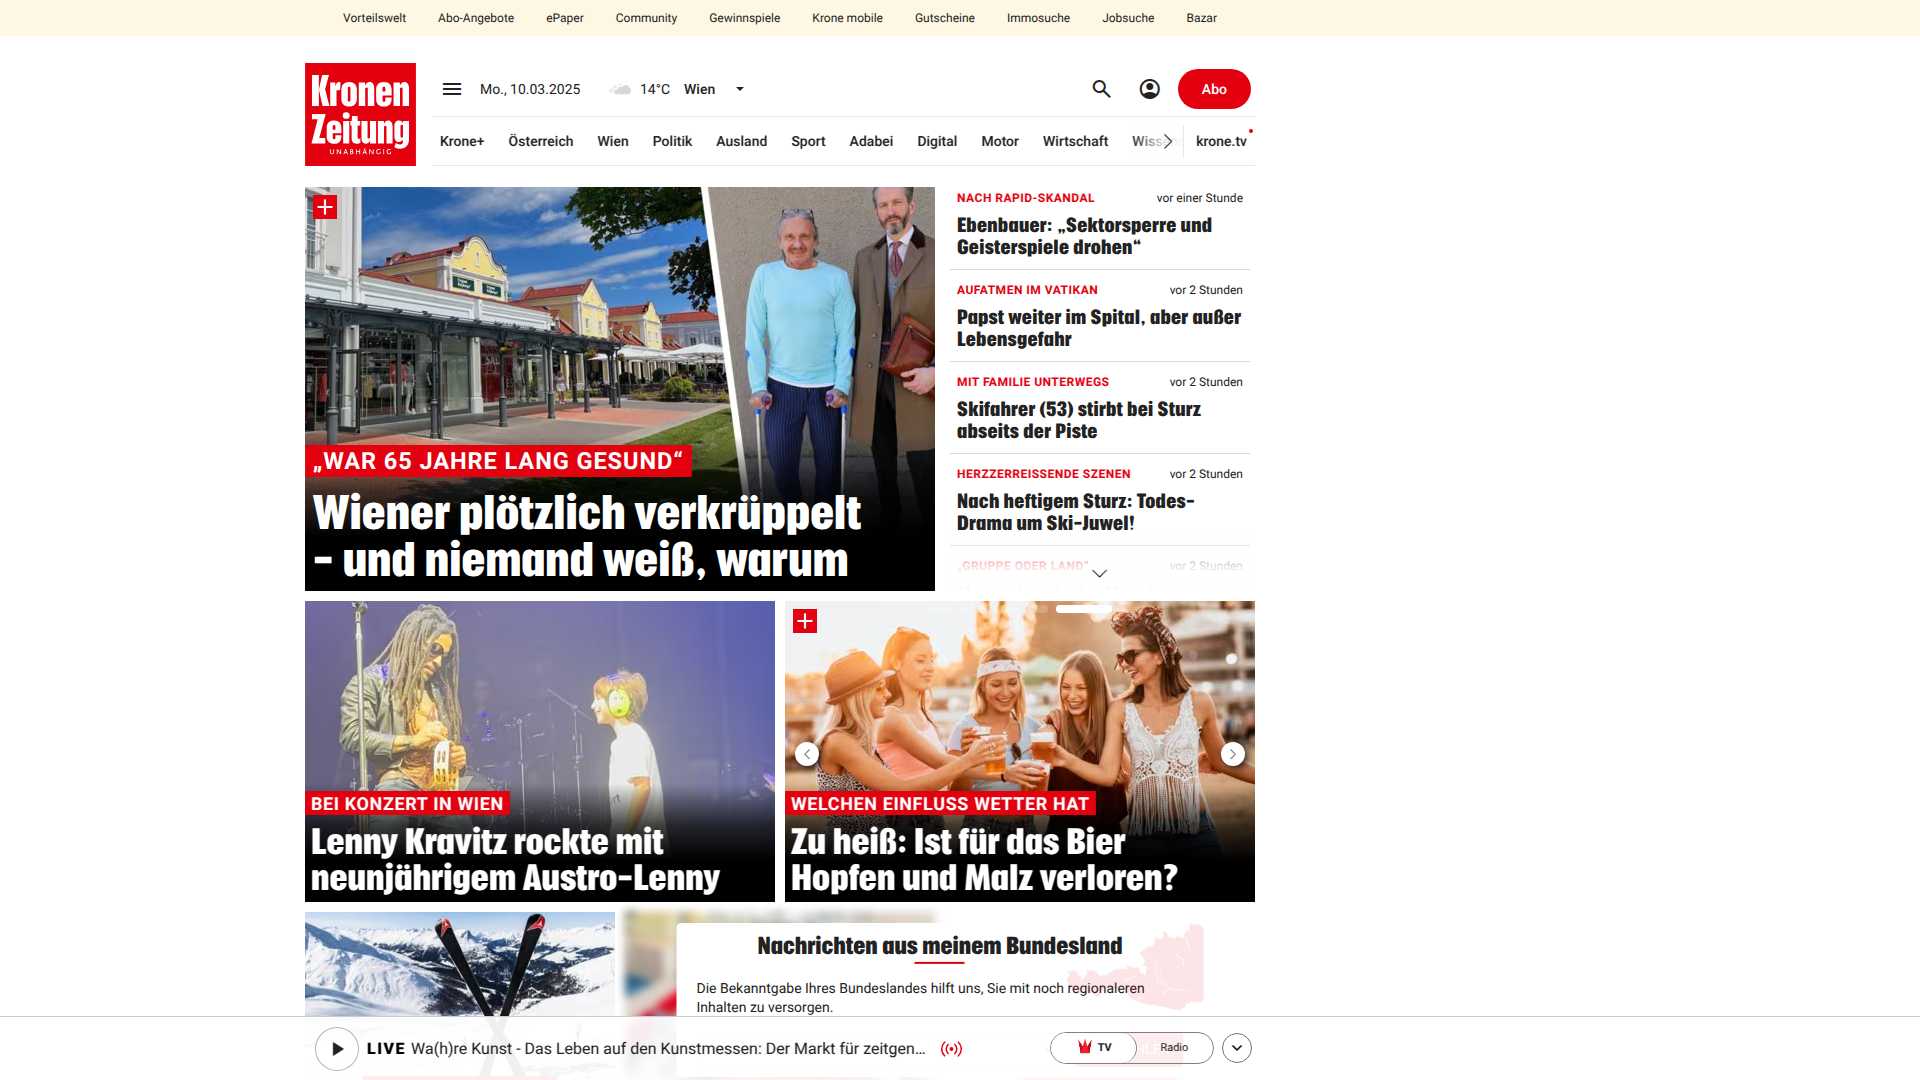 Vorteilswelt Abo-Angebote ePaper Community Gewinnspiele Krone mobile Gutscheine Immosuche Jobsuche Bazar
Kronen
Zeitung
UNABHÄNGIG
Mo., 10.03.2025 14°C Wien Abo
Krone+ Österreich Wien Politik Ausland Sport Adabei Digital Motor Wirtschaft krone.tv
„WAR 65 JAHRE LANG GESUND“
Wiener plötzlich verkrüppelt
– und niemand weiß, warum
NACH RAPID-SKANDAL vor einer Stunde
Ebenbauer: „Sektorsperre und
Geisterspiele drohen“
AUFATMEN IM VATIKAN vor 2 Stunden
Papst weiter im Spital, aber außer
Lebensgefahr
MIT FAMILIE UNTERWEGS vor 2 Stunden
Skifahrer (53) stirbt bei Sturz
abseits der Piste
HERZZERREISSENDE SZENEN vor 2 Stunden
Nach heftigem Sturz: Todes-
Drama um Ski-Juwel!
„GRUPPE ODER LAND“ vor 2 Stunden
BEI KONZERT IN WIEN
Lenny Kravitz rockte mit
neunjährigem Austro-Lenny
WELCHEN EINFLUSS WETTER HAT
Zu heiß: Ist für das Bier
Hopfen und Malz verloren?
Nachrichten aus meinem Bundesland
Die Bekanntgabe Ihres Bundeslandes hilft uns, Sie mit noch regionaleren
Inhalten zu versorgen.
LIVE Wa(h)re Kunst - Das Leben auf den Kunstmessen: Der Markt für zeitgen... TV Radio